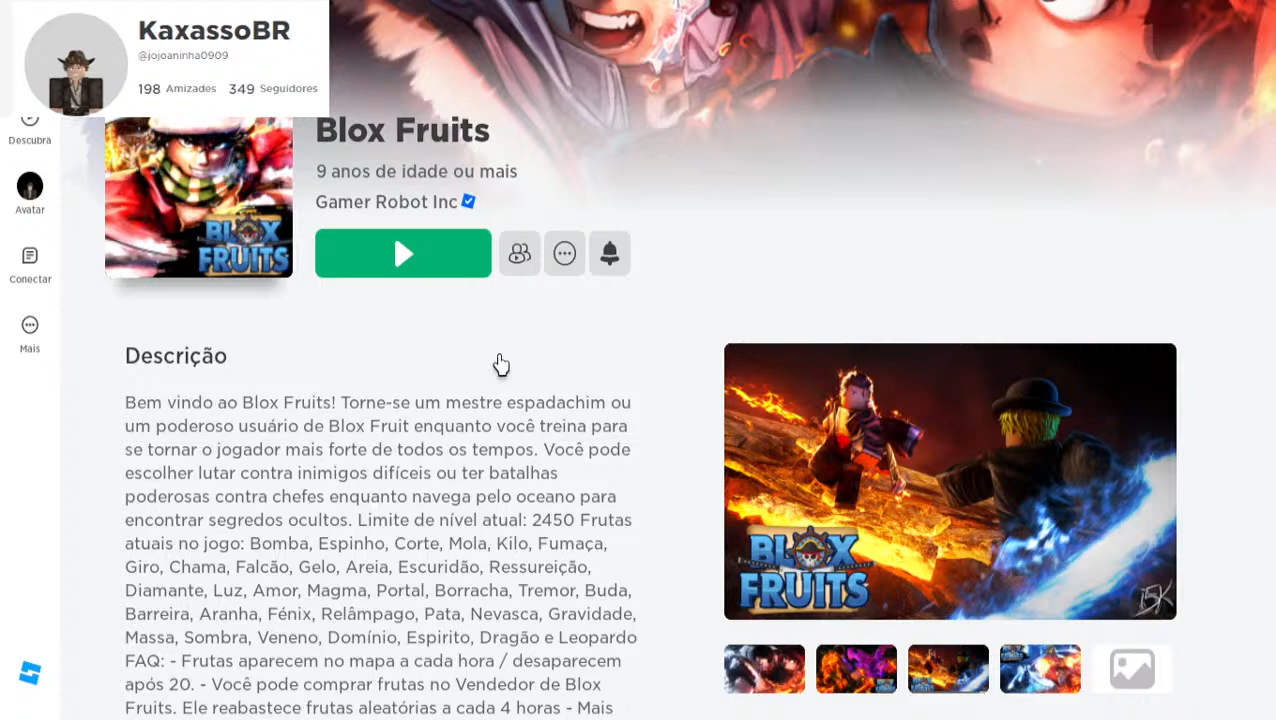 KaxassoBR
@jojoaninha0909
198 Amizades 349 Seguidores
Descubra
Avatar
Conectar
Mais
BLOX
FRUITS
Blox Fruits
9 anos de idade ou mais
Gamer Robot Inc
Descrição
Bem vindo ao Blox Fruits! Torne-se um mestre espadachim ou
um poderoso usuário de Blox Fruit enquanto você treina para
se tornar o jogador mais forte de todos os tempos. Você pode
escolher lutar contra inimigos difíceis ou ter batalhas
poderosas contra chefes enquanto navega pelo oceano para
encontrar segredos ocultos. Limite de nível atual: 2450 Frutas
atuais no jogo: Bomba, Espinho, Corte, Mola, Kilo, Fumaça,
Giro, Chama, Falcão, Gelo, Areia, Escuridão, Ressureição,
Diamante, Luz, Amor, Magma, Portal, Borracha, Tremor, Buda,
Barreira, Aranha, Fénix, Relâmpago, Pata, Nevasca, Gravidade,
Massa, Sombra, Veneno, Domínio, Espirito, Dragão e Leopardo
FAQ: - Frutas aparecem no mapa a cada hora / desaparecem
após 20. - Você pode comprar frutas no Vendedor de Blox
Fruits. Ele reabastece frutas aleatórias a cada 4 horas - Mais
BLOX
FRUITS
15K